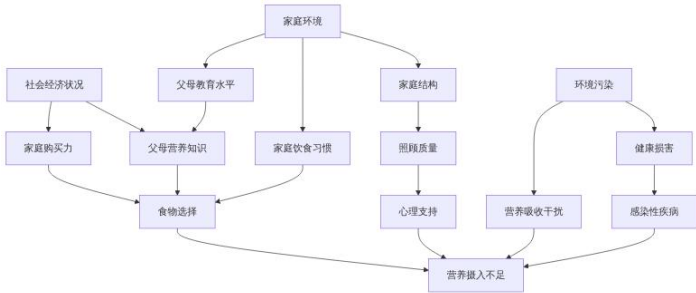 家庭环境
社会经济状况
父母教育水平
家庭结构
环境污染
家庭购买力
父母营养知识
家庭饮食习惯
照顾质量
健康损害
食物选择
心理支持
营养吸收干扰
感染性疾病
营养摄入不足